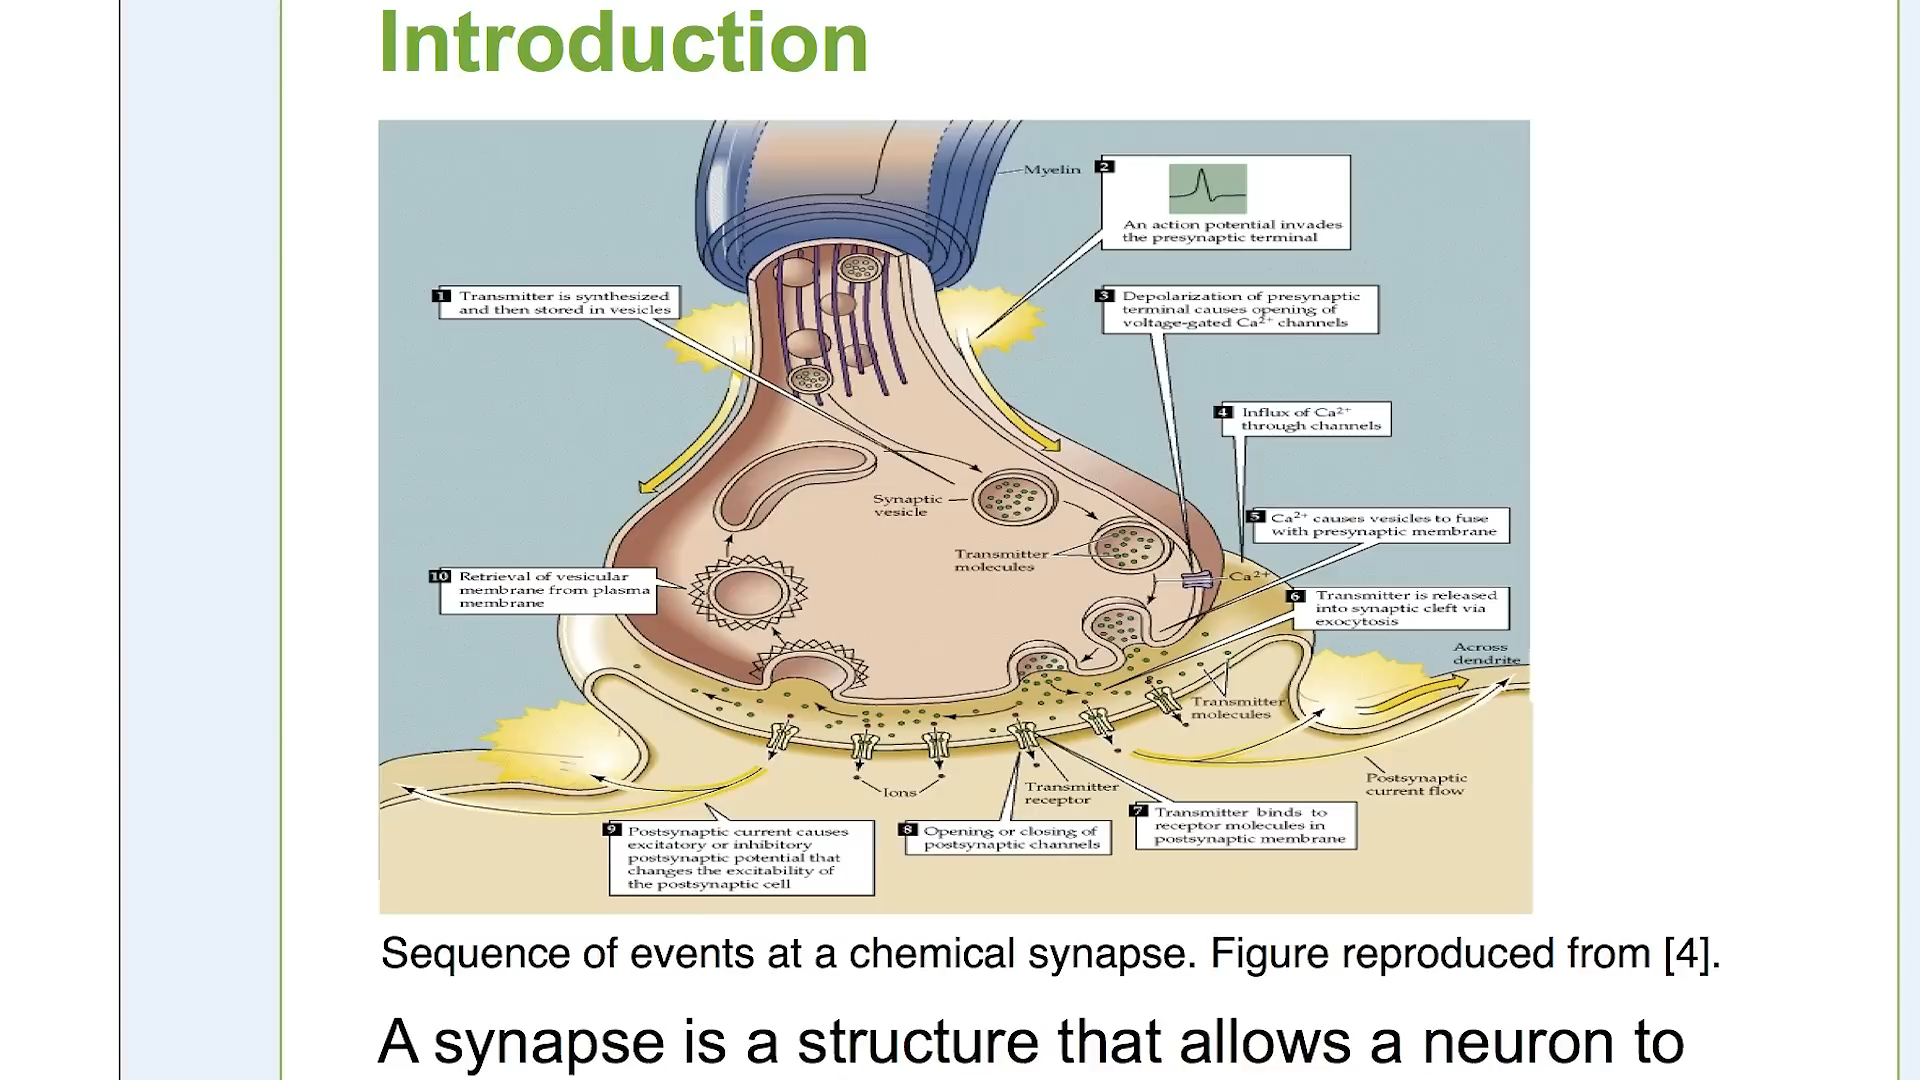 Introduction
Myelin
2
An action potential invades
the presynaptic terminal
1
Transmitter is synthesized
and then stored in vesicles
3
Depolarization of presynaptic
terminal causes opening of
voltage-gated Ca²⁺ channels
4
Influx of Ca²⁺
through channels
Synaptic
vesicle
5
Ca²⁺ causes vesicles to fuse
with presynaptic membrane
Transmitter
molecules
Ca²⁺
10
Retrieval of vesicular
membrane from plasma
membrane
6
Transmitter is released
into synaptic cleft via
exocytosis
Across
dendrite
Transmitter
molecules
Ions
Transmitter
receptor
Postsynaptic
current flow
9
Postsynaptic current causes
excitatory or inhibitory
postsynaptic potential that
changes the excitability of
the postsynaptic cell
8
Opening or closing of
postsynaptic channels
7
Transmitter binds to
receptor molecules in
postsynaptic membrane
Sequence of events at a chemical synapse. Figure reproduced from [4].
A synapse is a structure that allows a neuron to